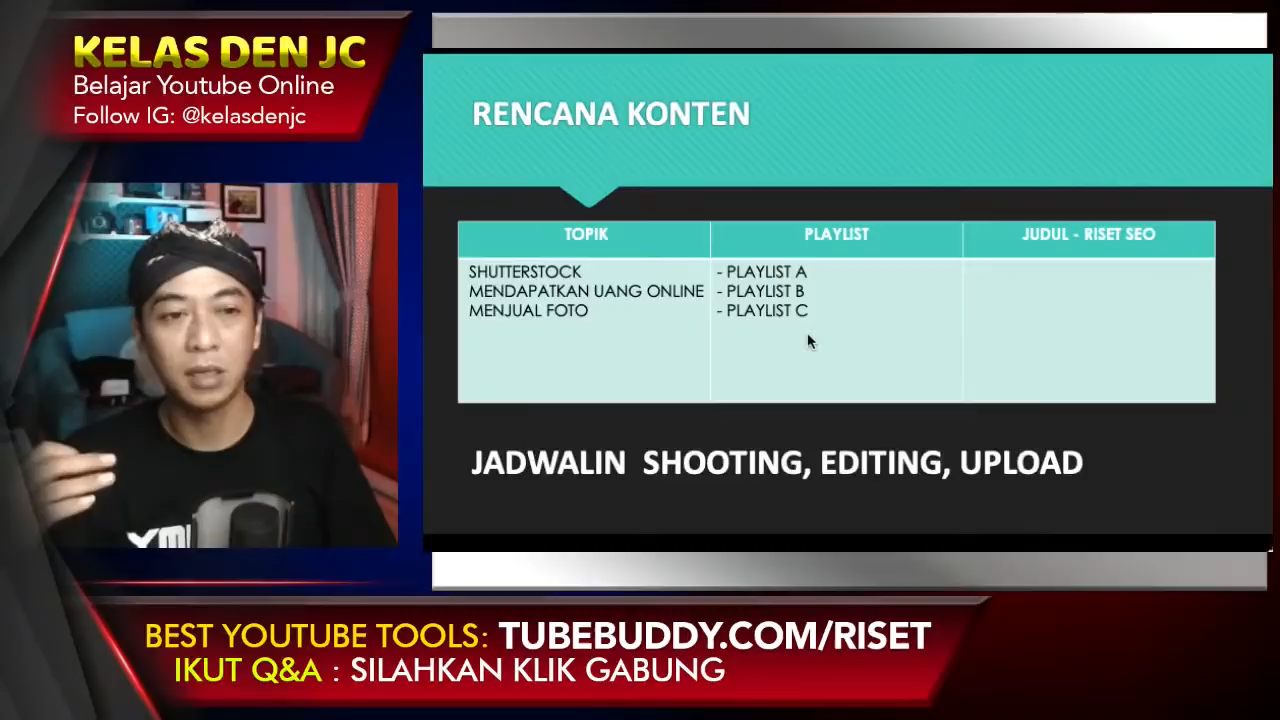 KELAS DEN JC
Belajar Youtube Online
Follow IG: @kelasdenjc
RENCANA KONTEN
TOPIK PLAYLIST JUDUL - RISET SEO
SHUTTERSTOCK - PLAYLIST A
MENDAPATKAN UANG ONLINE - PLAYLIST B
MENJUAL FOTO - PLAYLIST C
JADWALIN SHOOTING, EDITING, UPLOAD
BEST YOUTUBE TOOLS: TUBEBUDDY.COM/RISET
IKUT Q&A : SILAHKAN KLIK GABUNG